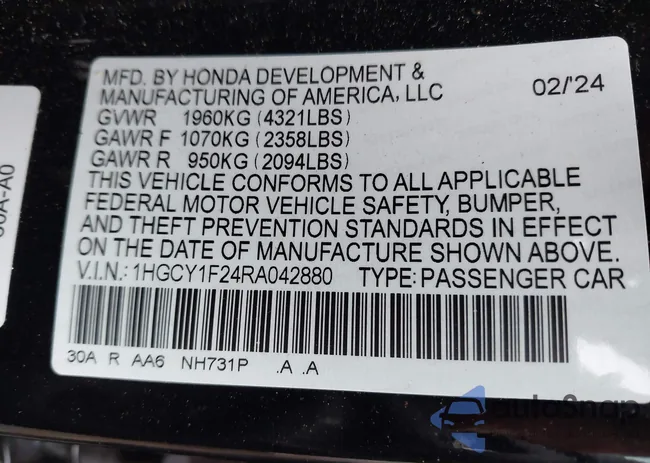 MFD. BY HONDA DEVELOPMENT &
MANUFACTURING OF AMERICA, LLC 02/'24
GVWR 1960KG (4321LBS)
GAWR F 1070KG (2358LBS)
GAWR R 950KG (2094LBS)
THIS VEHICLE CONFORMS TO ALL APPLICABLE
FEDERAL MOTOR VEHICLE SAFETY, BUMPER,
AND THEFT PREVENTION STANDARDS IN EFFECT
ON THE DATE OF MANUFACTURE SHOWN ABOVE.
V.I.N.: 1HGCY1F24RA042880 TYPE: PASSENGER CAR
30A R AA6 NH731P .A .A
AutoSnap